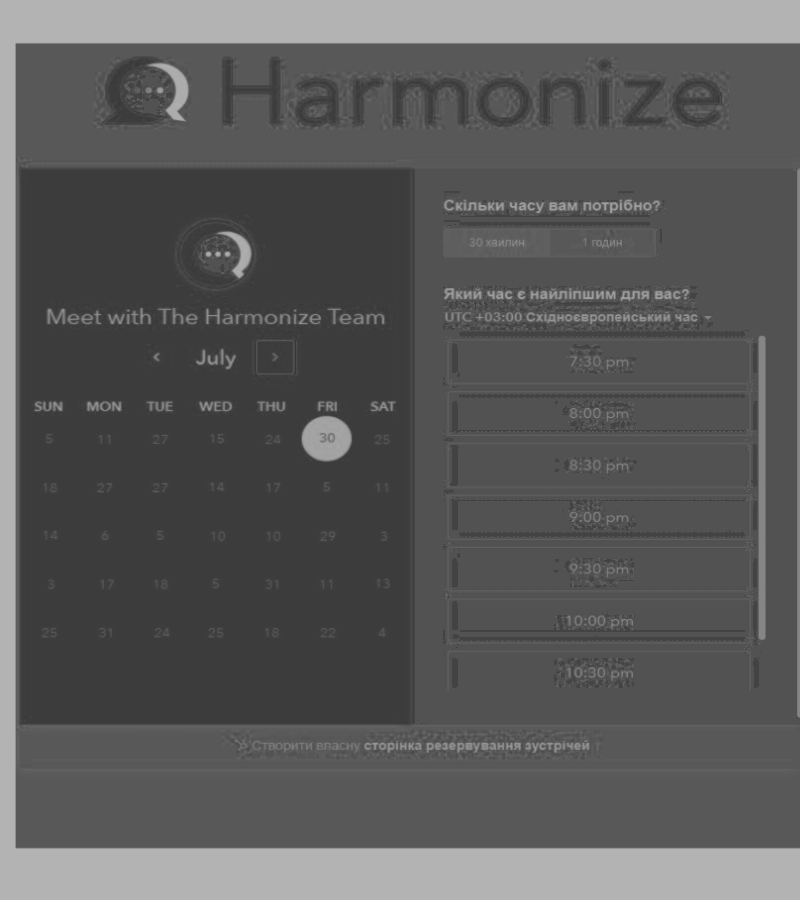 Harmonize
Meet with The Harmonize Team
July
SUN MON TUE WED THU FRI SAT
5 11 27 15 24 30 25
18 27 27 14 17 5 11
14 6 5 10 10 29 3
3 17 18 5 31 11 13
25 31 24 25 18 22 4
Скільки часу вам потрібно?
30 хвилин 1 годин
Який час є найліпшим для вас?
UTC +03:00 Східноєвропейський час
7:30 pm
8:00 pm
8:30 pm
9:00 pm
9:30 pm
10:00 pm
10:30 pm
Створити власну сторінка резервування зустрічей